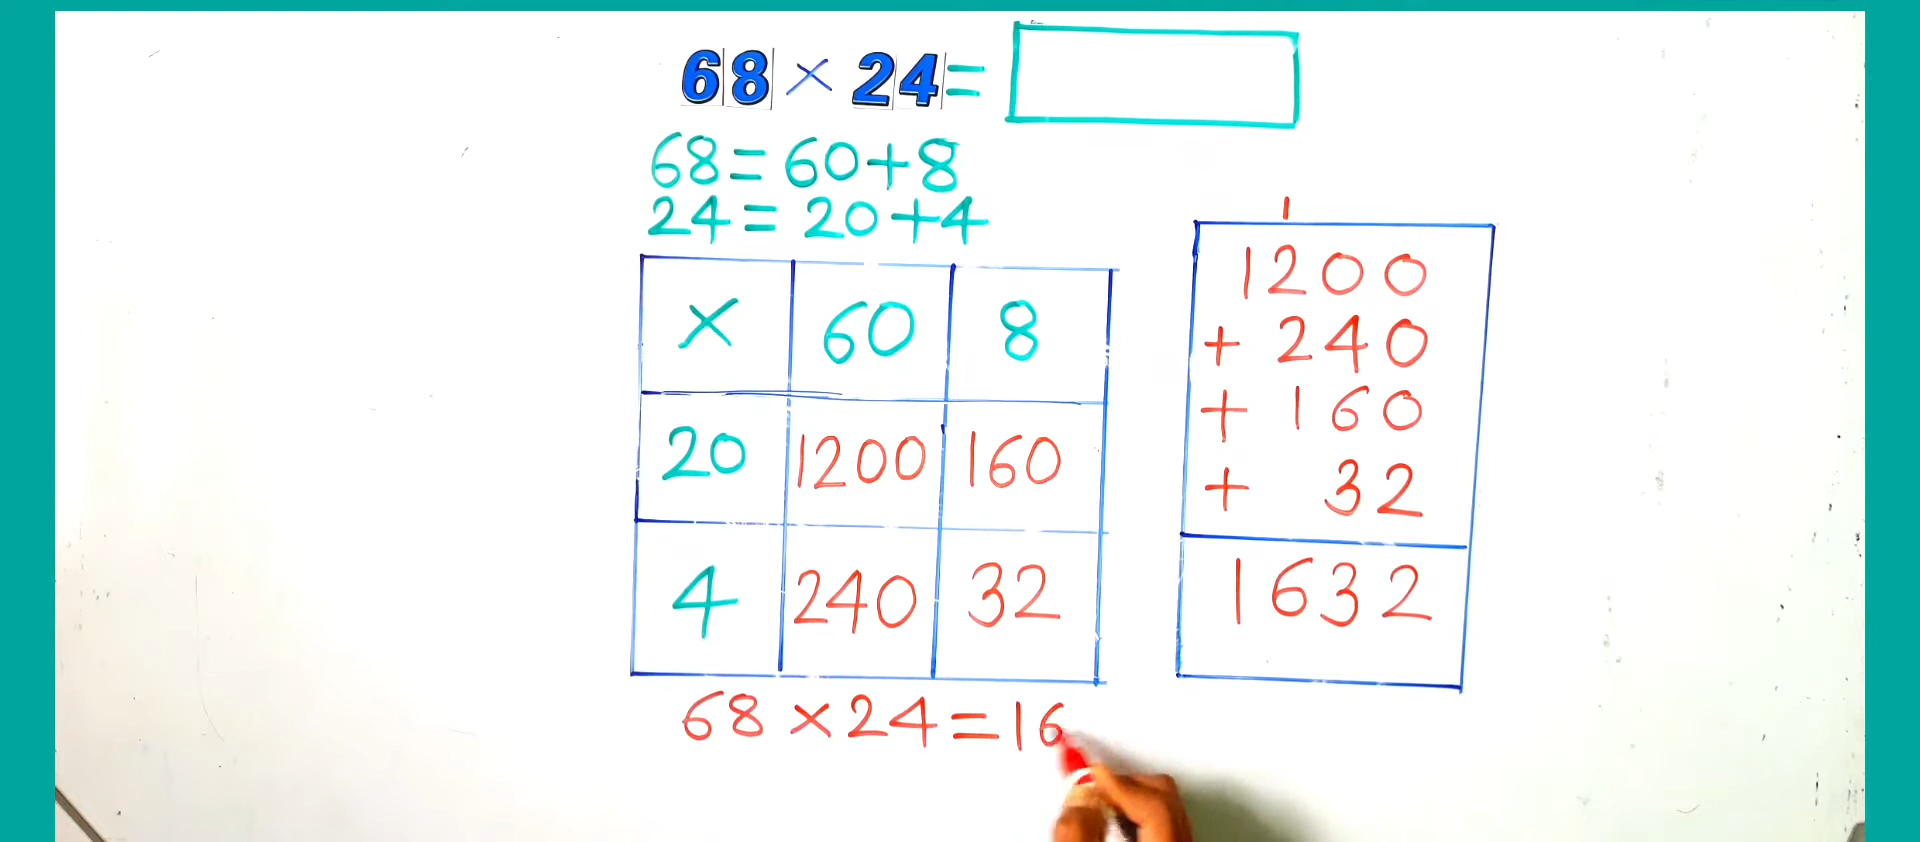 68 × 24 =
68 = 60 + 8
24 = 20 + 4
× 60 8
20 1200 160
4 240 32
1
1200
+ 240
+ 160
+ 32
1632
68 × 24 = 16